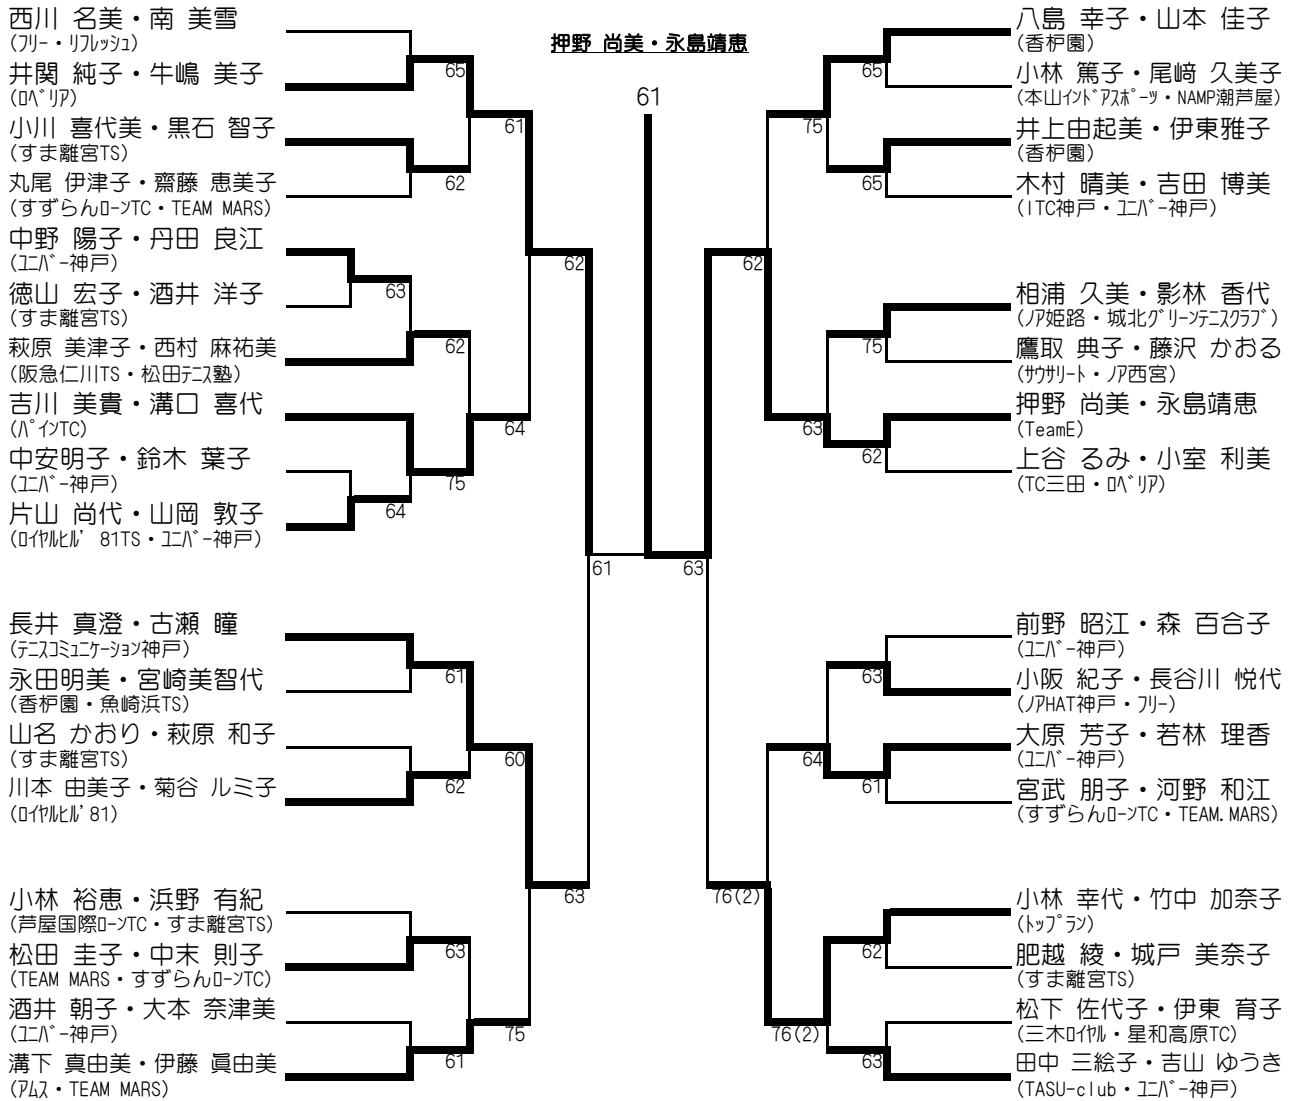 西川 名美・南 美雪
(フリー・リフレッシュ)
65
井関 純子・牛嶋 美子
(ロベリア)
61
小川 喜代美・黒石 智子
(すま離宮TS)
62
丸尾 伊津子・齋藤 恵美子
(すずらんローンTC・TEAM MARS)
中野 陽子・丹田 良江
(ユニバー神戸)
62
63
徳山 宏子・酒井 洋子
(すま離宮TS)
62
萩原 美津子・西村 麻祐美
(阪急仁川TS・松田テニス塾)
吉川 美貴・溝口 喜代
(パインTC)
64
中安明子・鈴木 葉子
(ユニバー神戸)
75
64
片山 尚代・山岡 敦子
(ロイヤルヒル’81TS・ユニバー神戸)
61
長井 真澄・古瀬 瞳
(テニスコミュニケーション神戸)
61
永田明美・宮崎美智代
(香枦園・魚崎浜TS)
山名 かおり・萩原 和子
(すま離宮TS)
60
62
川本 由美子・菊谷 ルミ子
(ロイヤルヒル’81)
63
小林 裕恵・浜野 有紀
(芦屋国際ローンTC・すま離宮TS)
63
松田 圭子・中末 則子
(TEAM MARS・すずらんローンTC)
酒井 朝子・大本 奈津美
(ユニバー神戸)
75
61
溝下 真由美・伊藤 眞由美
(アムス・TEAM MARS)
押野 尚美・永島靖恵
61
八島 幸子・山本 佳子
(香枦園)
65
小林 篤子・尾﨑 久美子
(本山インドアスポーツ・NAMP潮芦屋)
75
井上由起美・伊東雅子
(香枦園)
65
木村 晴美・吉田 博美
(ITC神戸・ユニバー神戸)
62
相浦 久美・影林 香代
(ノア姫路・城北グリーンテニスクラブ)
75
鷹取 典子・藤沢 かおる
(サウサリート・ノア西宮)
63
押野 尚美・永島靖恵
(TeamE)
62
上谷 るみ・小室 利美
(TC三田・ロベリア)
63
前野 昭江・森 百合子
(ユニバー神戸)
63
小阪 紀子・長谷川 悦代
(ノアHAT神戸・フリー)
64
大原 芳子・若林 理香
(ユニバー神戸)
61
宮武 朋子・河野 和江
(すずらんローンTC・TEAM.MARS)
76(2)
小林 幸代・竹中 加奈子
(トップラン)
62
肥越 綾・城戸 美奈子
(すま離宮TS)
76(2)
松下 佐代子・伊東 育子
(三木ロイヤル・星和高原TC)
63
田中 三絵子・吉山 ゆうき
(TASU-club・ユニバー神戸)